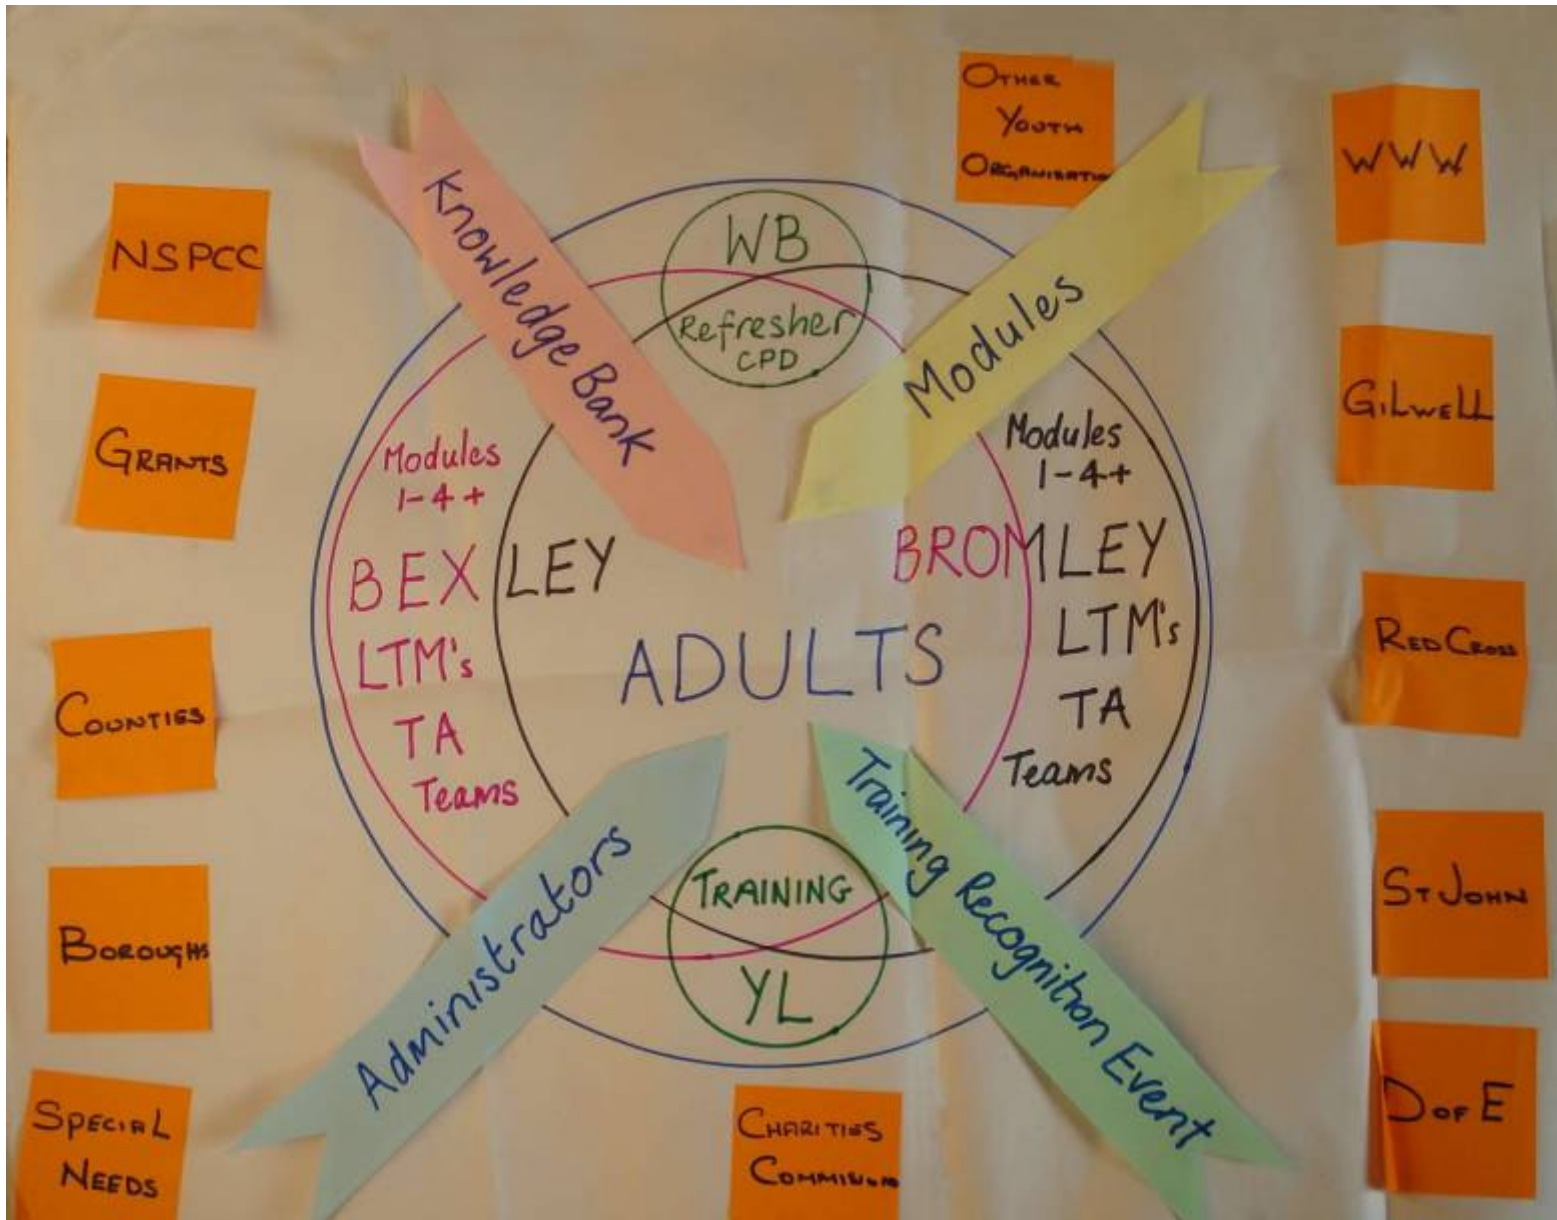 OTHER
YOUTH
ORGANISATIO
WWW
NSPCC
Knowledge Bank
WB
Refresher
CPD
Modules
GRANTS
GILWELL
Modules
1-4+
BEXLEY
LTM's
TA
Teams
Modules
1-4+
BROMLEY
LTM's
TA
Teams
ADULTS
RED CROSS
COUNTIES
ST JOHN
BOROUGHS
Administrators
TRAINING
YL
Training Recognition Event
D OF E
SPECIAL
NEEDS
CHARITIES